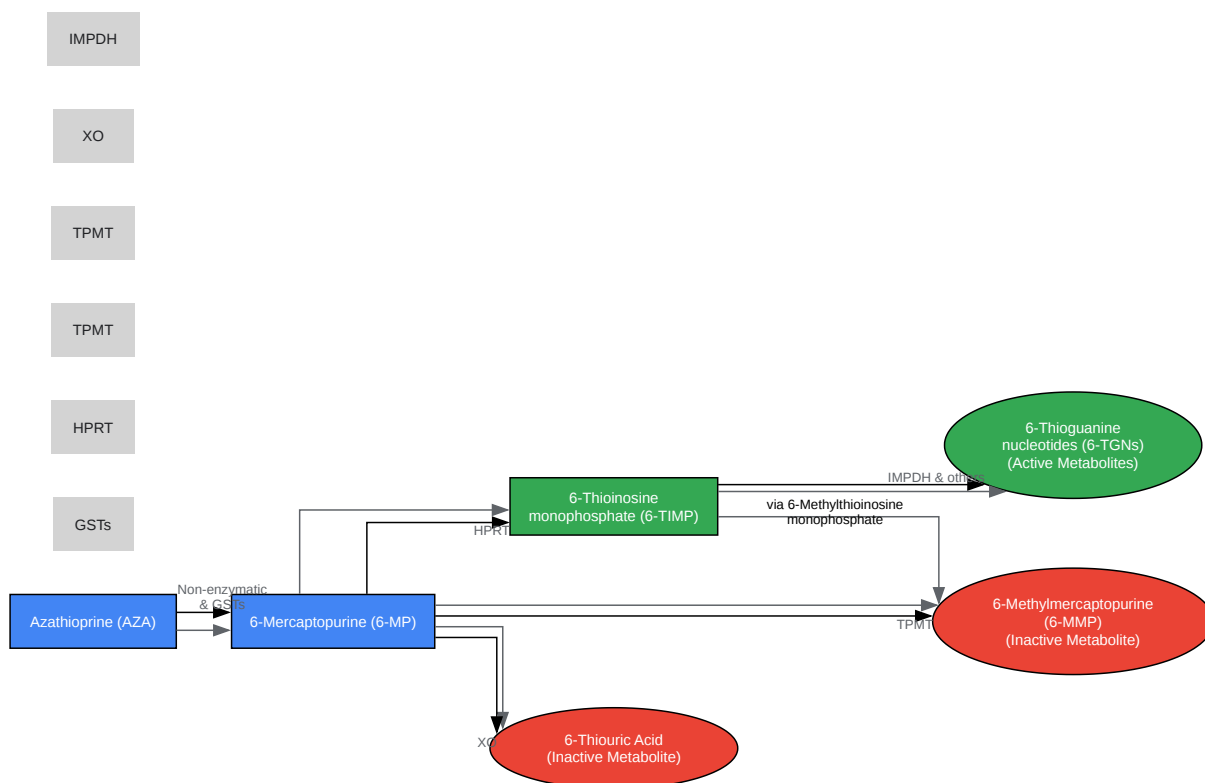 IMPDH
XO
TPMT
TPMT
HPRT
GSTs
6-Thioguanine
nucleotides (6-TGNs)
(Active Metabolites)
IMPDH & others
6-Thioinosine
monophosphate (6-TIMP)
via 6-Methylthioinosine
monophosphate
HPRT
Non-enzymatic
& GSTs
Azathioprine (AZA)
6-Mercaptopurine (6-MP)
TPMT
6-Methylmercaptopurine
(6-MMP)
(Inactive Metabolite)
XO
6-Thiouric Acid
(Inactive Metabolite)